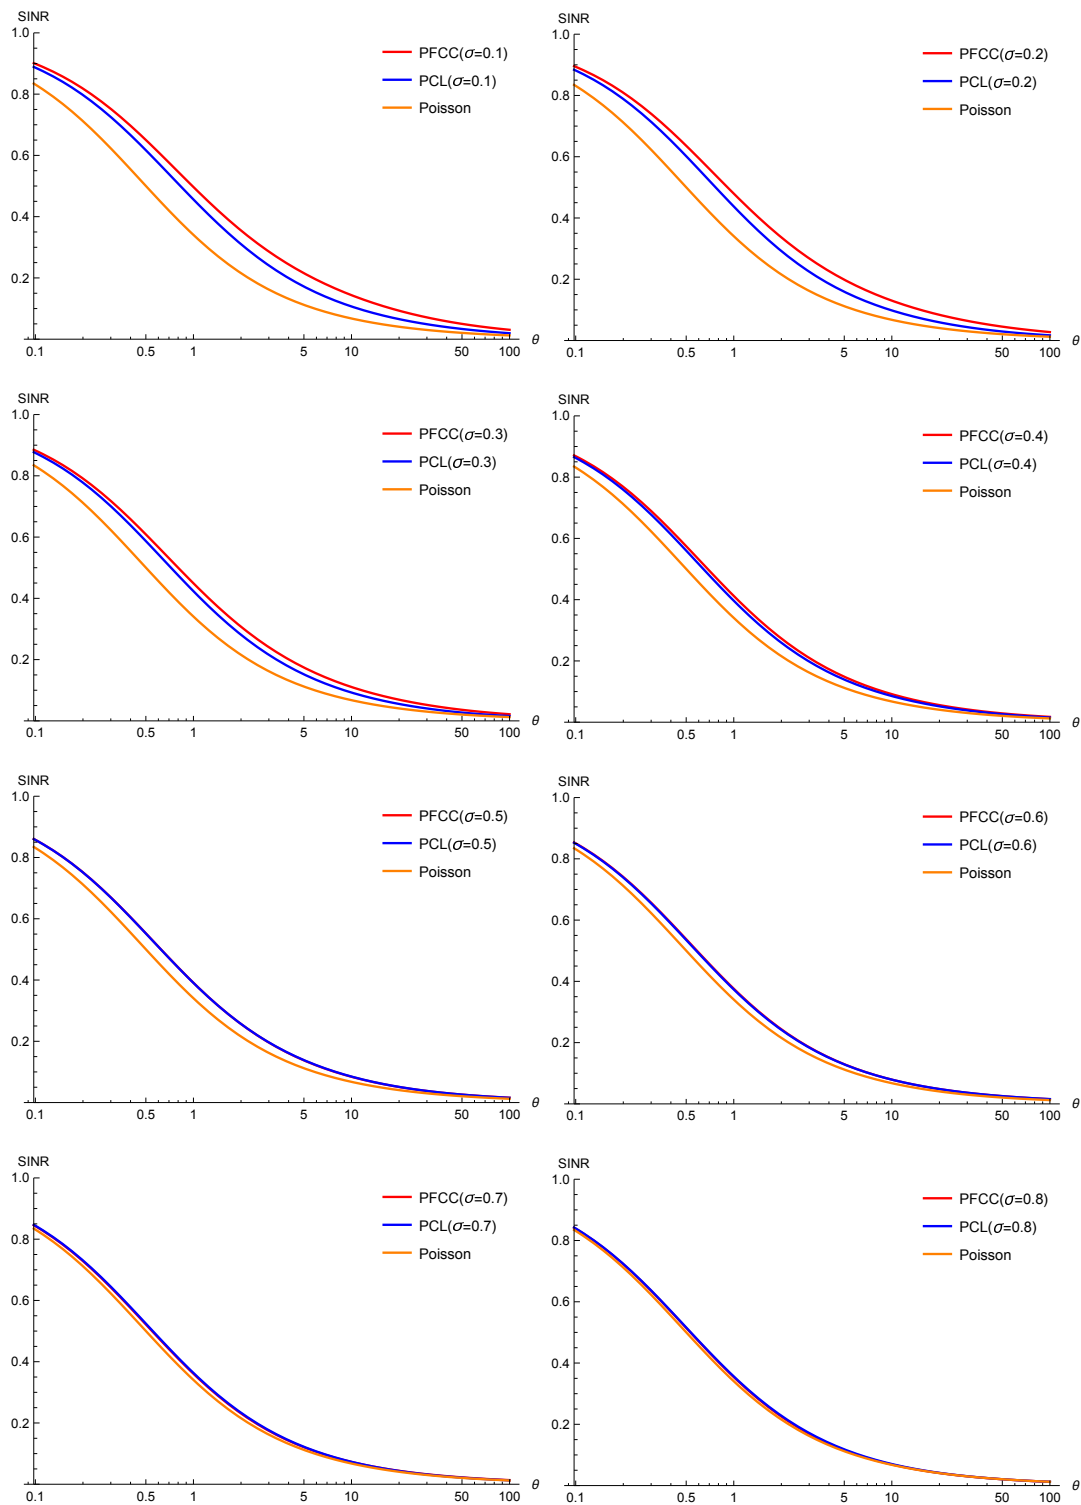 SINR
1.0
0.8
0.6
0.4
0.2
0.1 0.5 1 5 10 50 100 θ
PFCC(σ=0.1)
PCL(σ=0.1)
Poisson
SINR
1.0
0.8
0.6
0.4
0.2
0.1 0.5 1 5 10 50 100 θ
PFCC(σ=0.2)
PCL(σ=0.2)
Poisson
SINR
1.0
0.8
0.6
0.4
0.2
0.1 0.5 1 5 10 50 100 θ
PFCC(σ=0.3)
PCL(σ=0.3)
Poisson
SINR
1.0
0.8
0.6
0.4
0.2
0.1 0.5 1 5 10 50 100 θ
PFCC(σ=0.4)
PCL(σ=0.4)
Poisson
SINR
1.0
0.8
0.6
0.4
0.2
0.1 0.5 1 5 10 50 100 θ
PFCC(σ=0.5)
PCL(σ=0.5)
Poisson
SINR
1.0
0.8
0.6
0.4
0.2
0.1 0.5 1 5 10 50 100 θ
PFCC(σ=0.6)
PCL(σ=0.6)
Poisson
SINR
1.0
0.8
0.6
0.4
0.2
0.1 0.5 1 5 10 50 100 θ
PFCC(σ=0.7)
PCL(σ=0.7)
Poisson
SINR
1.0
0.8
0.6
0.4
0.2
0.1 0.5 1 5 10 50 100 θ
PFCC(σ=0.8)
PCL(σ=0.8)
Poisson